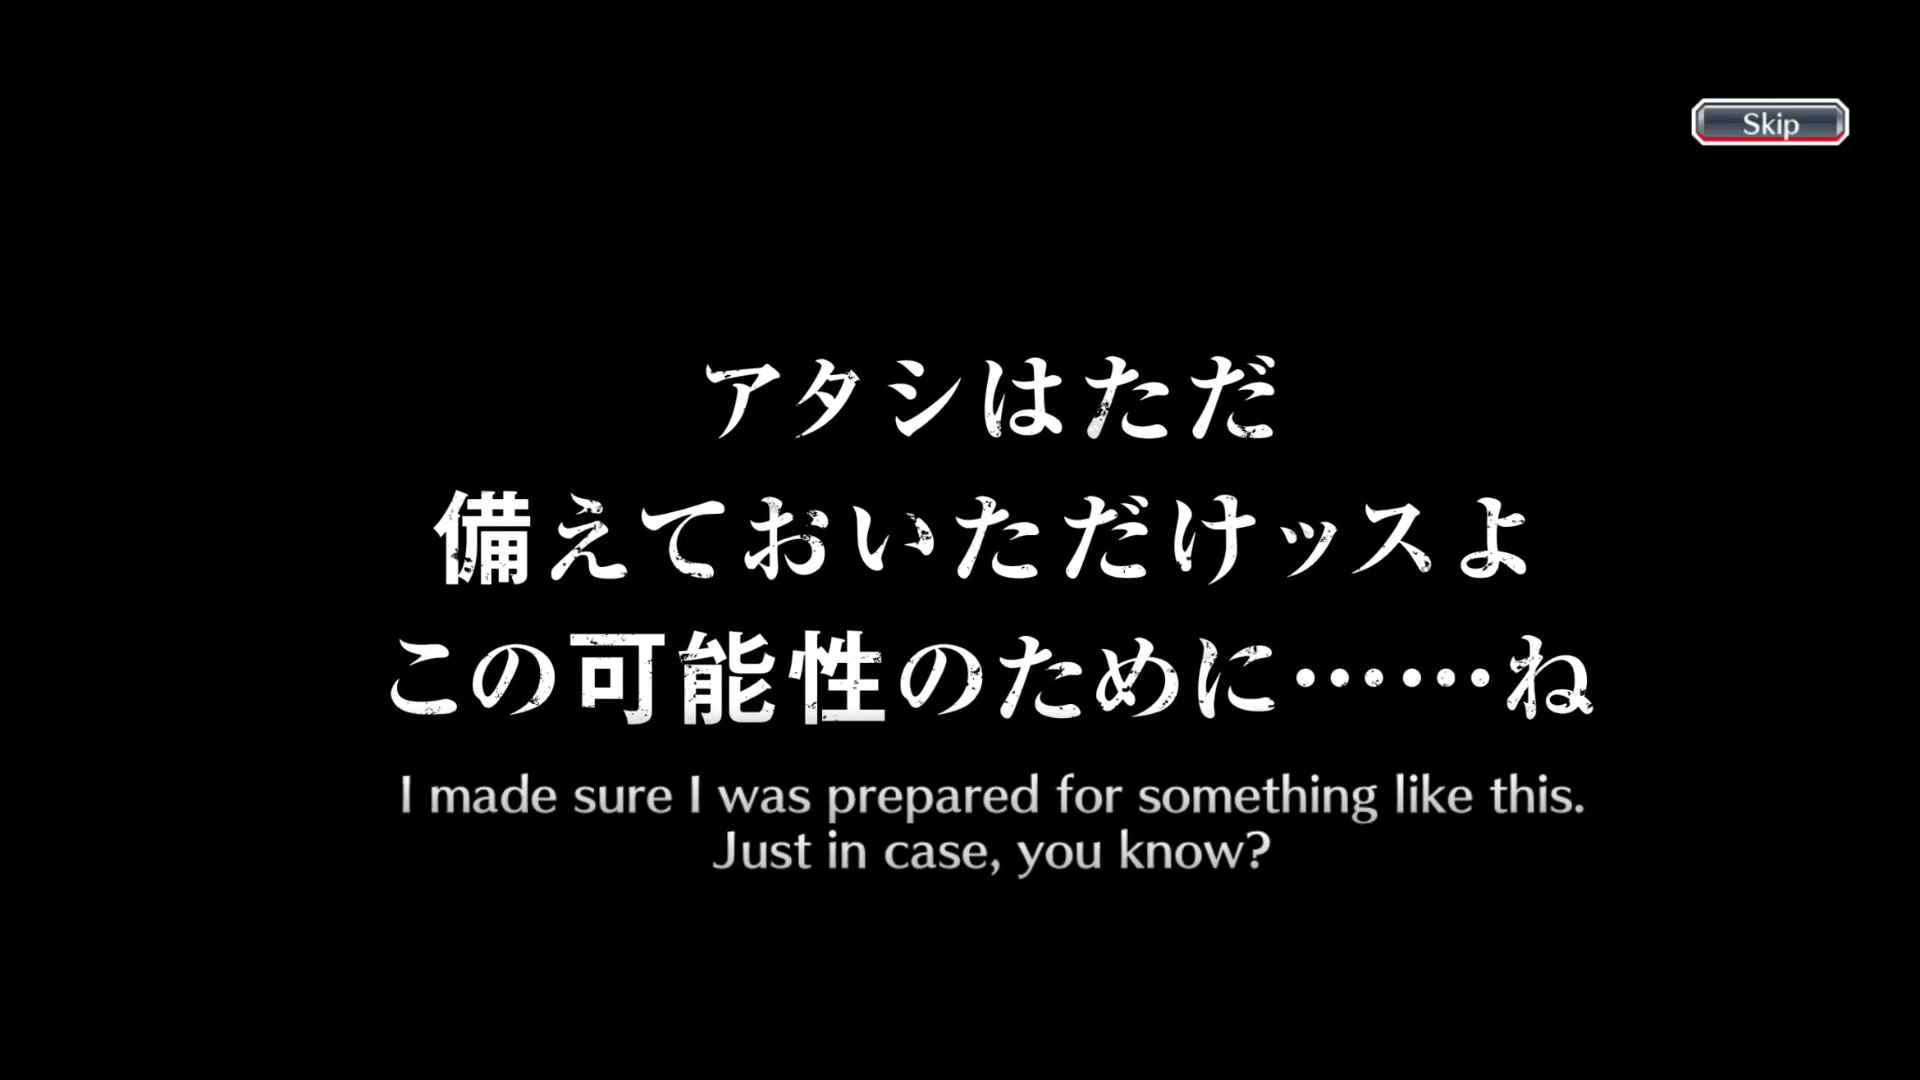 Skip
アタシはただ
備えておいただけッスよ
この可能性のために……ね
I made sure I was prepared for something like this.
Just in case, you know?